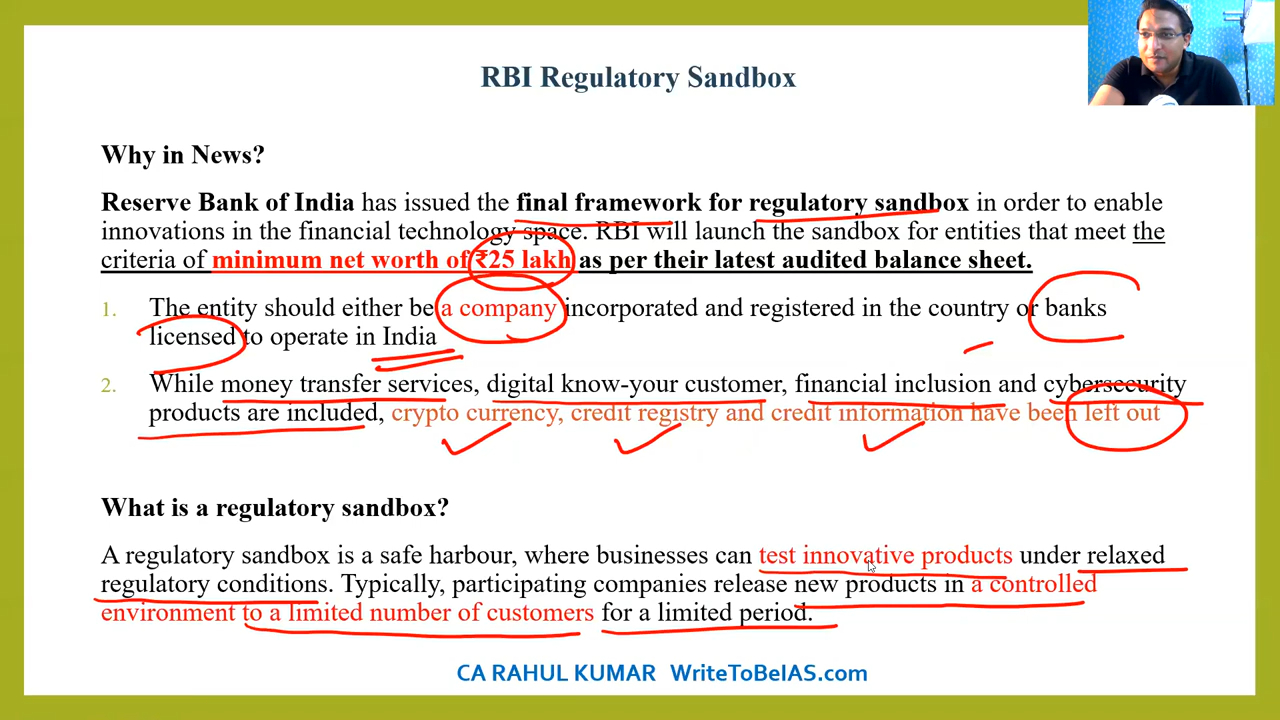 RBI Regulatory Sandbox
Why in News?
Reserve Bank of India has issued the final framework for regulatory sandbox in order to enable
innovations in the financial technology space. RBI will launch the sandbox for entities that meet the
criteria of minimum net worth of ₹25 lakh as per their latest audited balance sheet.
1. The entity should either be a company incorporated and registered in the country or banks
licensed to operate in India
2. While money transfer services, digital know-your customer, financial inclusion and cybersecurity
products are included, crypto currency, credit registry and credit information have been left out
What is a regulatory sandbox?
A regulatory sandbox is a safe harbour, where businesses can test innovative products under relaxed
regulatory conditions. Typically, participating companies release new products in a controlled
environment to a limited number of customers for a limited period.
CA RAHUL KUMAR WriteToBeIAS.com